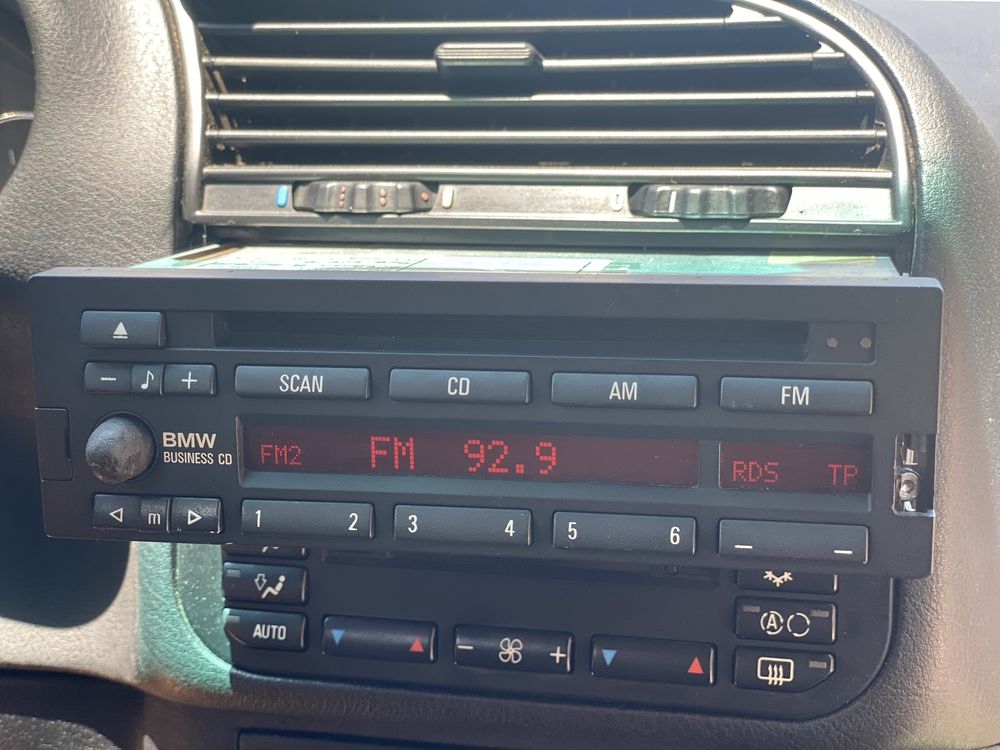 SCAN CD AM FM
BMW
BUSINESS CD
FM2 FM 92.9 RDS TP
m 1 2 3 4 5 6
AUTO A